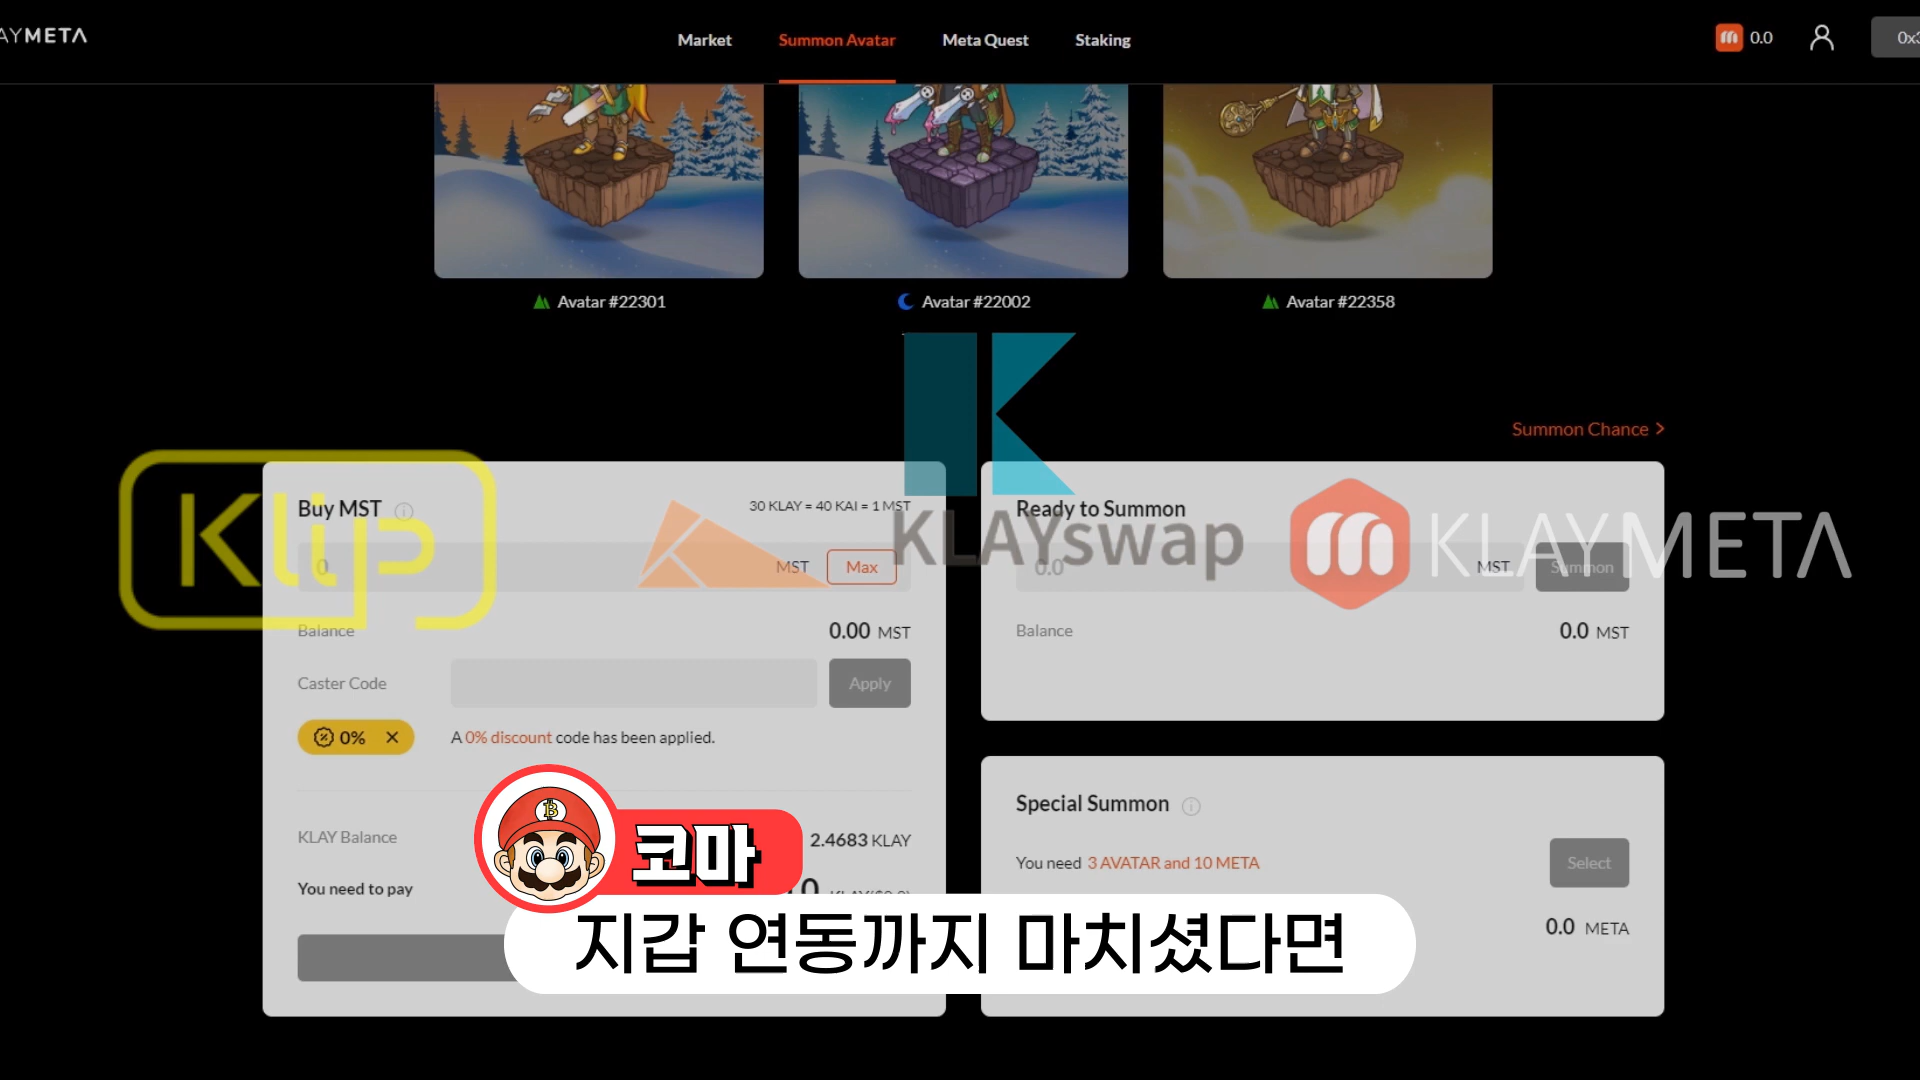 AYMETA
Market
Summon Avatar
Meta Quest
Staking
0.0
0x3
Avatar #22301
Avatar #22002
Avatar #22358
Summon Chance >
Klip
KLAYswap
KLAYMETA
Buy MST
30 KLAY = 40 KAI = 1 MST
0
MST
Max
Balance
0.00 MST
Caster Code
Apply
0% ×
A 0% discount code has been applied.
KLAY Balance
2.4683 KLAY
You need to pay
Ready to Summon
0.0
MST
Summon
Balance
0.0 MST
Special Summon
You need 3 AVATAR and 10 META
Select
0.0 META
B
코마
지갑 연동까지 마치셨다면